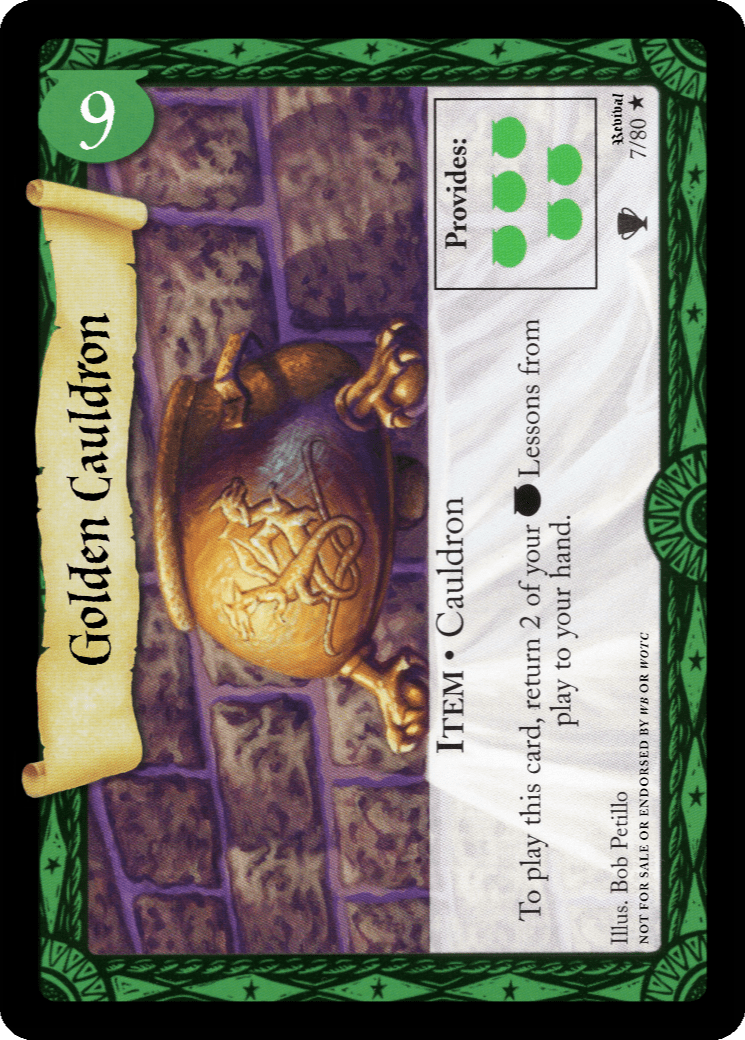 9
Golden Cauldron
ITEM • Cauldron
To play this card, return 2 of your Lessons from
play to your hand.
Provides:
Illus. Bob Petillo
NOT FOR SALE OR ENDORSED BY WB OR WOTC
Revival
7/80 ★